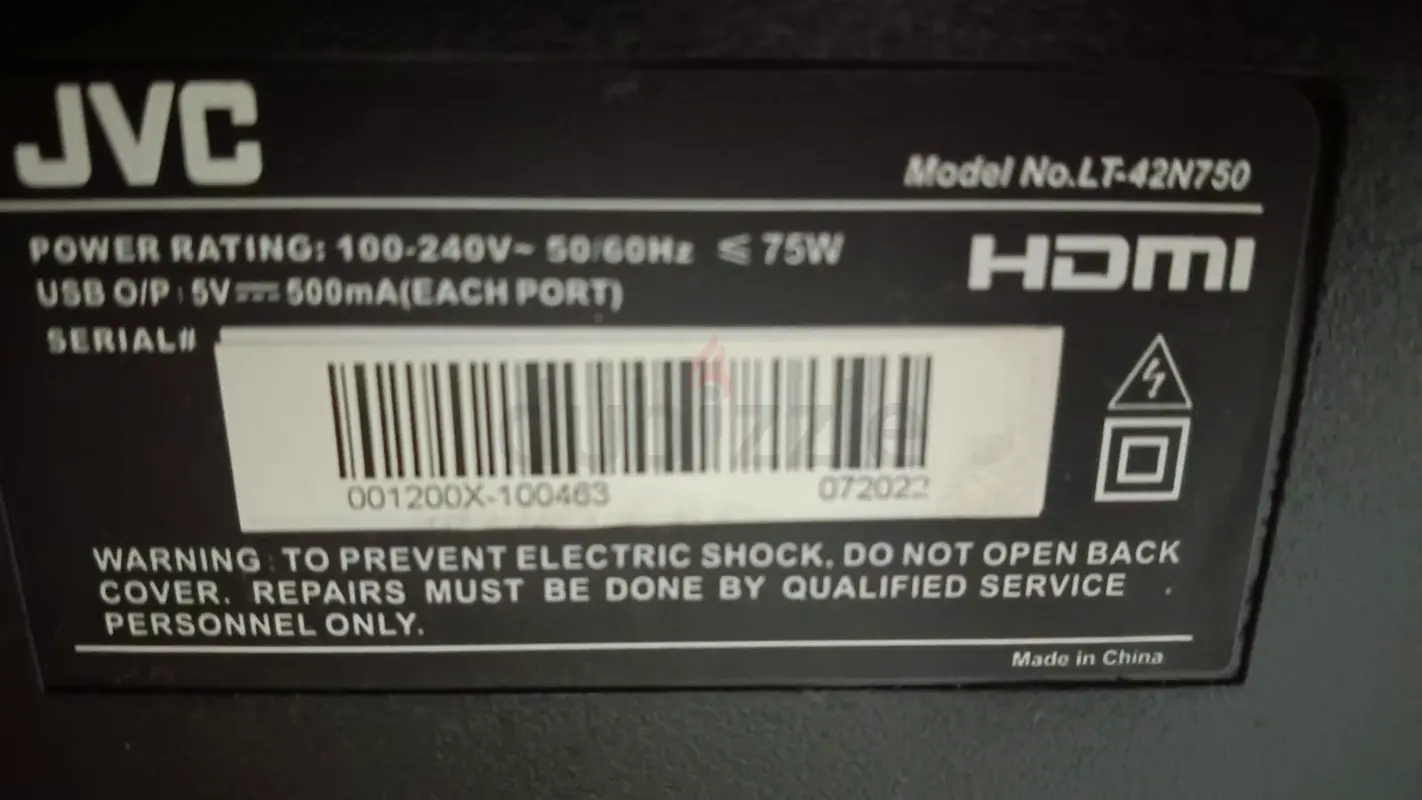 JVC
Model No.LT-42N750
POWER RATING: 100-240V~ 50/60Hz ≤ 75W
HDMI
USB O/P : 5V⎓500mA(EACH PORT)
SERIAL#
001200X-100463 072022
dubizzle
WARNING : TO PREVENT ELECTRIC SHOCK. DO NOT OPEN BACK
COVER. REPAIRS MUST BE DONE BY QUALIFIED SERVICE .
PERSONNEL ONLY.
Made in China